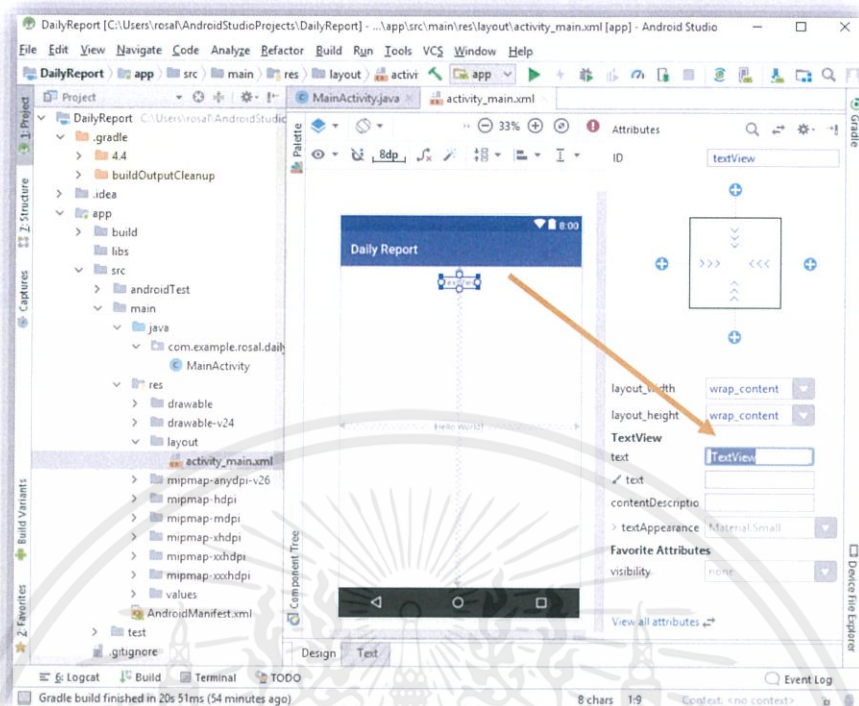 DailyReport [C:\Users\rosal\AndroidStudioProjects\DailyReport] - ...\app\src\main\res\layout\activity_main.xml [app] - Android Studio
File Edit View Navigate Code Analyze Refactor Build Run Tools VCS Window Help
DailyReport app src main res layout activi app
Project MainActivity.java activity_main.xml
1: Project
DailyReport C:\Users\rosal\AndroidStudio
.gradle
4.4
buildOutputCleanup
.idea
app
build
libs
src
androidTest
main
java
com.example.rosal.daily
MainActivity
res
drawable
drawable-v24
layout
activity_main.xml
mipmap-anydpi-v26
mipmap-hdpi
mipmap-mdpi
mipmap-xhdpi
mipmap-xxhdpi
mipmap-xxxhdpi
values
AndroidManifest.xml
test
.gitignore
Z: Structure
Captures
Build Variants
2: Favorites
Palette
33%
8dp
8:00
Daily Report
TextView
Hello World!
Component Tree
Design Text
Attributes
ID textView
layout_width wrap_content
layout_height wrap_content
TextView
text TextView
text
contentDescriptio
textAppearance Material.Small
Favorite Attributes
visibility none
View all attributes
Gradle
Device File Explorer
6: Logcat Build Terminal TODO Event Log
Gradle build finished in 20s 51ms (54 minutes ago) 8 chars 1:9 Context: <no context>